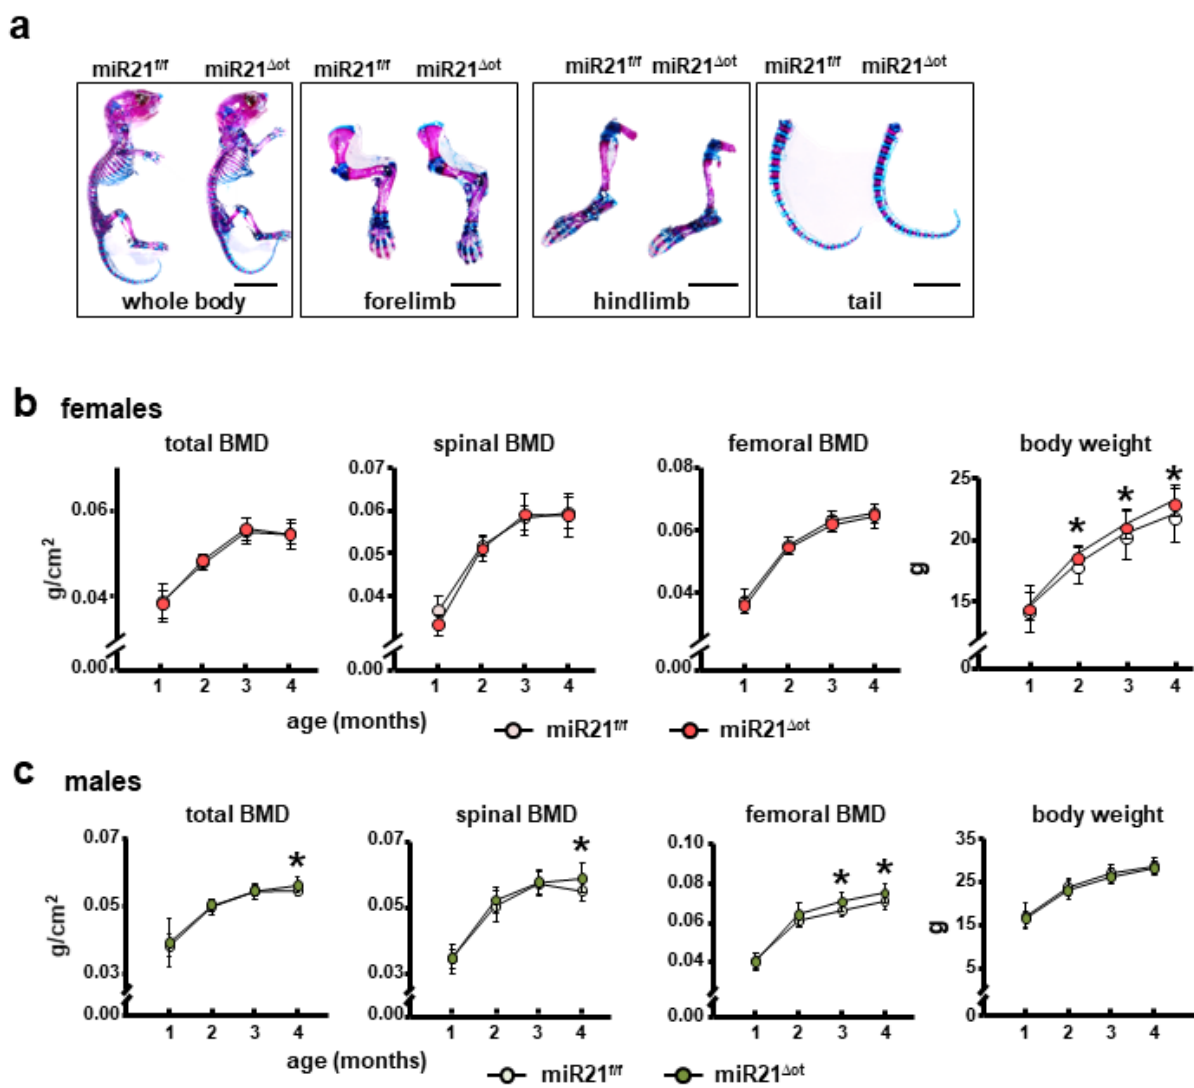 a
miR21f/f miR21Δot miR21f/f miR21Δot miR21f/f miR21Δot miR21f/f miR21Δot
whole body forelimb hindlimb tail
b females
total BMD spinal BMD femoral BMD body weight
g/cm2
0.06
0.04
0.00
1 2 3 4
0.07
0.06
0.05
0.04
0.00
1 2 3 4
0.08
0.06
0.04
0.00
1 2 3 4
g
25
20
15
0
* * *
1 2 3 4
age (months) miR21f/f miR21Δot
c males
total BMD spinal BMD femoral BMD body weight
g/cm2
0.07
0.05
0.03
0.00
*
1 2 3 4
0.07
0.05
0.03
0.00
*
1 2 3 4
0.10
0.08
0.06
0.04
0.00
* *
1 2 3 4
g
35
25
15
5
0
1 2 3 4
age (months)
miR21f/f miR21Δot